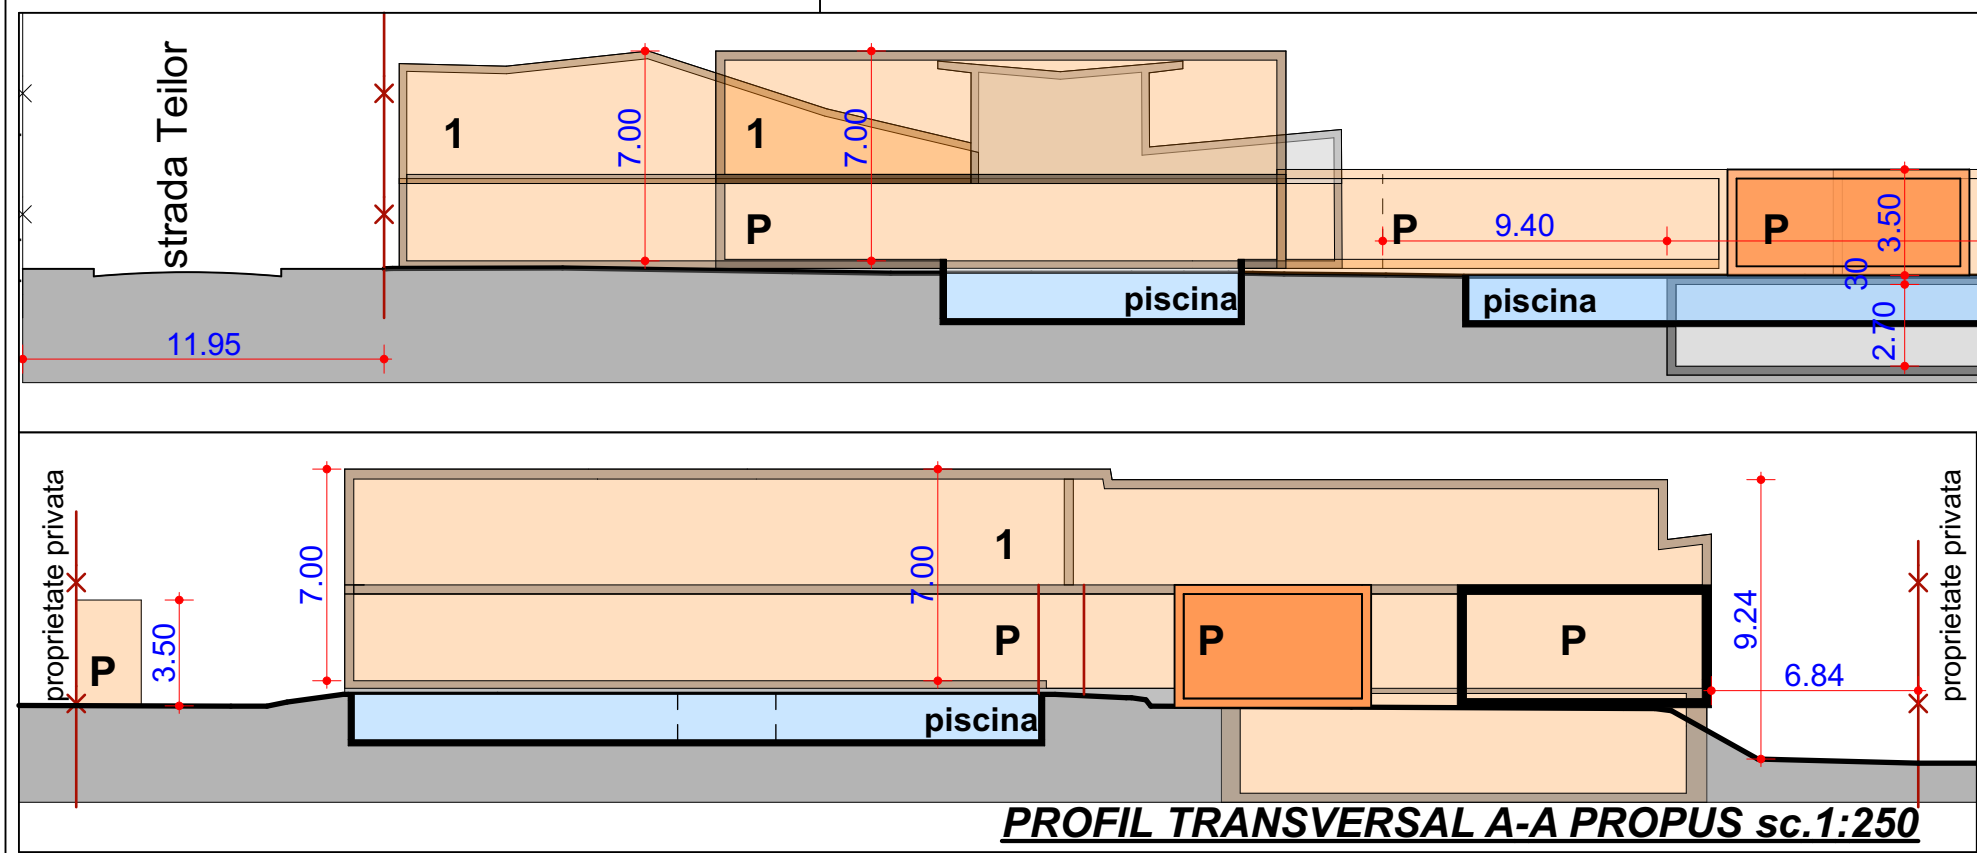 strada Teilor
1
1
7.00
7.00
P
P
9.40
P
3.50
30
piscina
piscina
11.95
2.70
proprietate privata
P
3.50
7.00
7.00
1
P
P
P
9.24
6.84
proprietate privata
piscina
PROFIL TRANSVERSAL A-A PROPUS sc.1:250